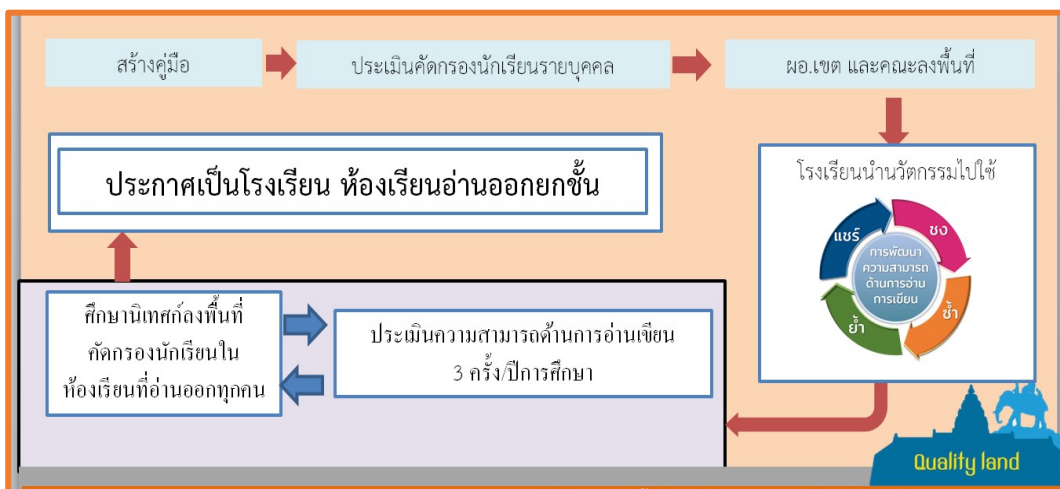 สร้างคู่มือ
ประเมินคัดกรองนักเรียนรายบุคคล
ผอ.เขต และคณะลงพื้นที่
โรงเรียนนำนวัตกรรมไปใช้
แชร์
ชง
การพัฒนา
ความสามารถ
ด้านการอ่าน
การเขียน
ย้ำ
ซ้ำ
ประกาศเป็นโรงเรียน ห้องเรียนอ่านออกยกชั้น
ศึกษานิเทศก์ลงพื้นที่
คัดกรองนักเรียนใน
ห้องเรียนที่อ่านออกทุกคน
ประเมินความสามารถด้านการอ่านเขียน
3 ครั้ง/ปีการศึกษา
Quality land